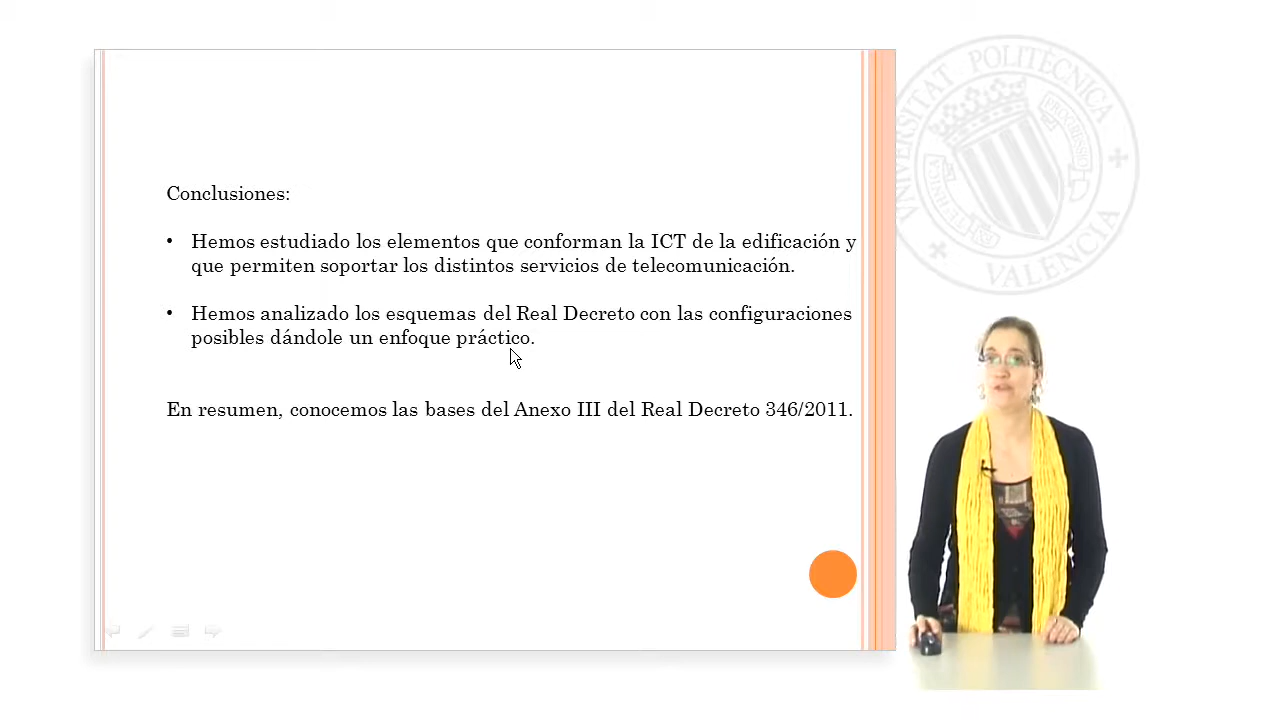 Conclusiones:
• Hemos estudiado los elementos que conforman la ICT de la edificación y
que permiten soportar los distintos servicios de telecomunicación.
• Hemos analizado los esquemas del Real Decreto con las configuraciones
posibles dándole un enfoque práctico.
En resumen, conocemos las bases del Anexo III del Real Decreto 346/2011.
UNIVERSITAT POLITÈCNICA
VALÈNCIA